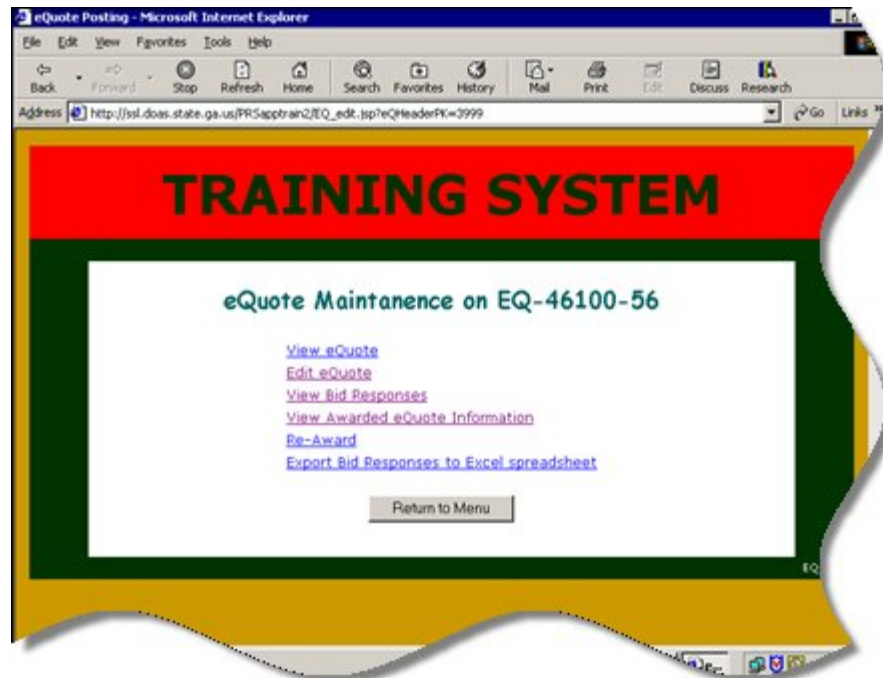 eQuote Posting - Microsoft Internet Explorer
File Edit View Favorites Tools Help
Back Forward Stop Refresh Home Search Favorites History Mail Print Edit Discuss Research
Address http://ssl.doas.state.ga.us/PRSapptrain2/EQ_edit.jsp?eQHeaderPK=3999 Go Links
TRAINING SYSTEM
eQuote Maintanence on EQ-46100-56
View eQuote
Edit eQuote
View Bid Responses
View Awarded eQuote Information
Re-Award
Export Bid Responses to Excel spreadsheet
Return to Menu
EQ